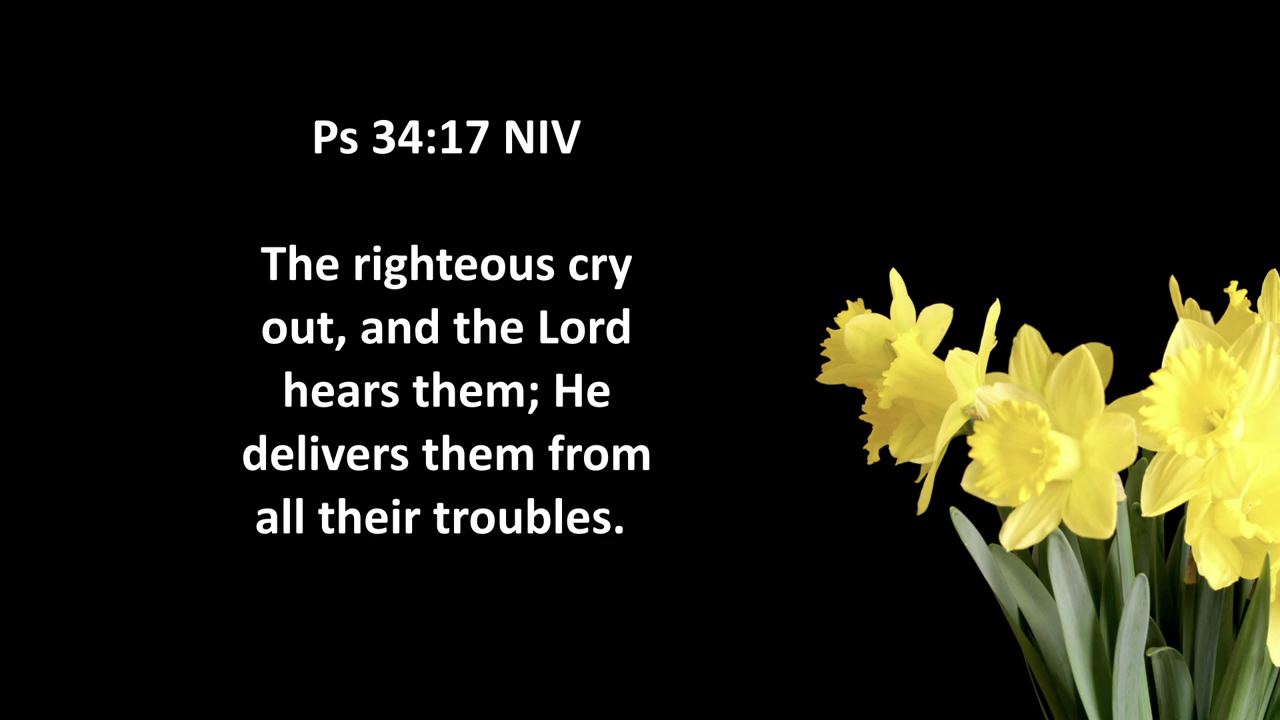 Ps 34:17 NIV
The righteous cry
out, and the Lord
hears them; He
delivers them from
all their troubles.